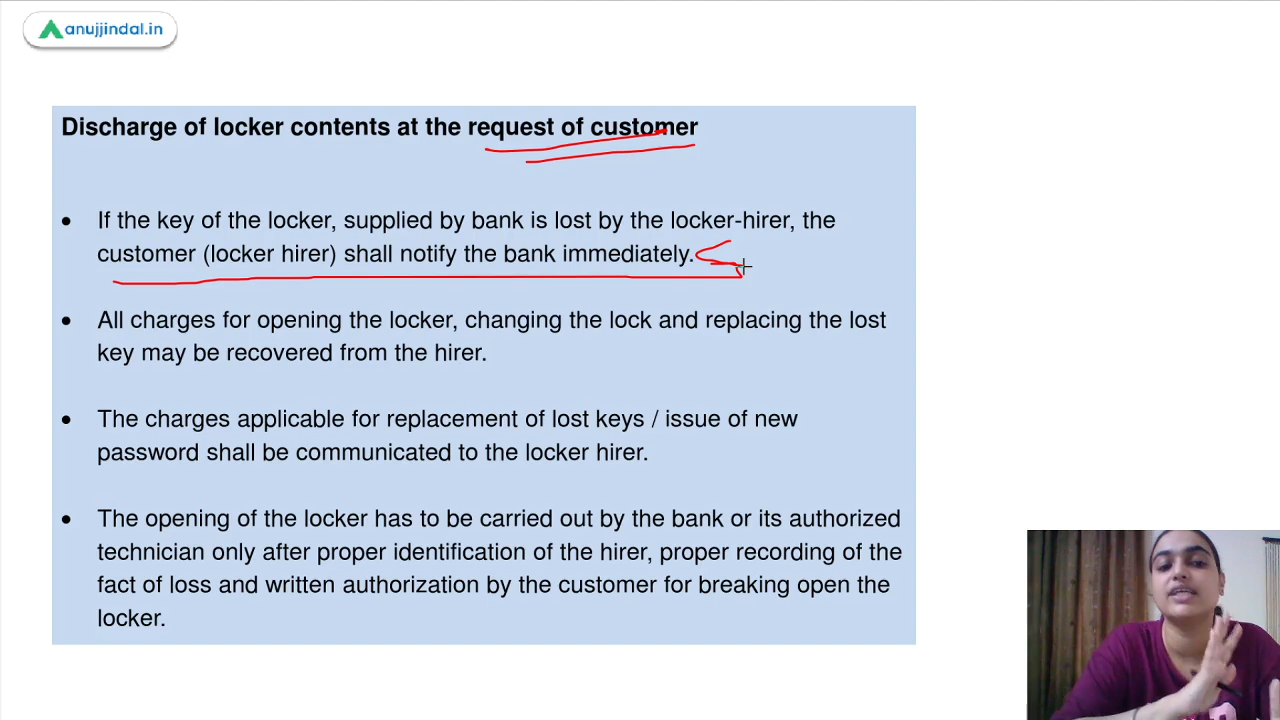 anujjindal.in
Discharge of locker contents at the request of customer
• If the key of the locker, supplied by bank is lost by the locker-hirer, the
customer (locker hirer) shall notify the bank immediately.
• All charges for opening the locker, changing the lock and replacing the lost
key may be recovered from the hirer.
• The charges applicable for replacement of lost keys / issue of new
password shall be communicated to the locker hirer.
• The opening of the locker has to be carried out by the bank or its authorized
technician only after proper identification of the hirer, proper recording of the
fact of loss and written authorization by the customer for breaking open the
locker.